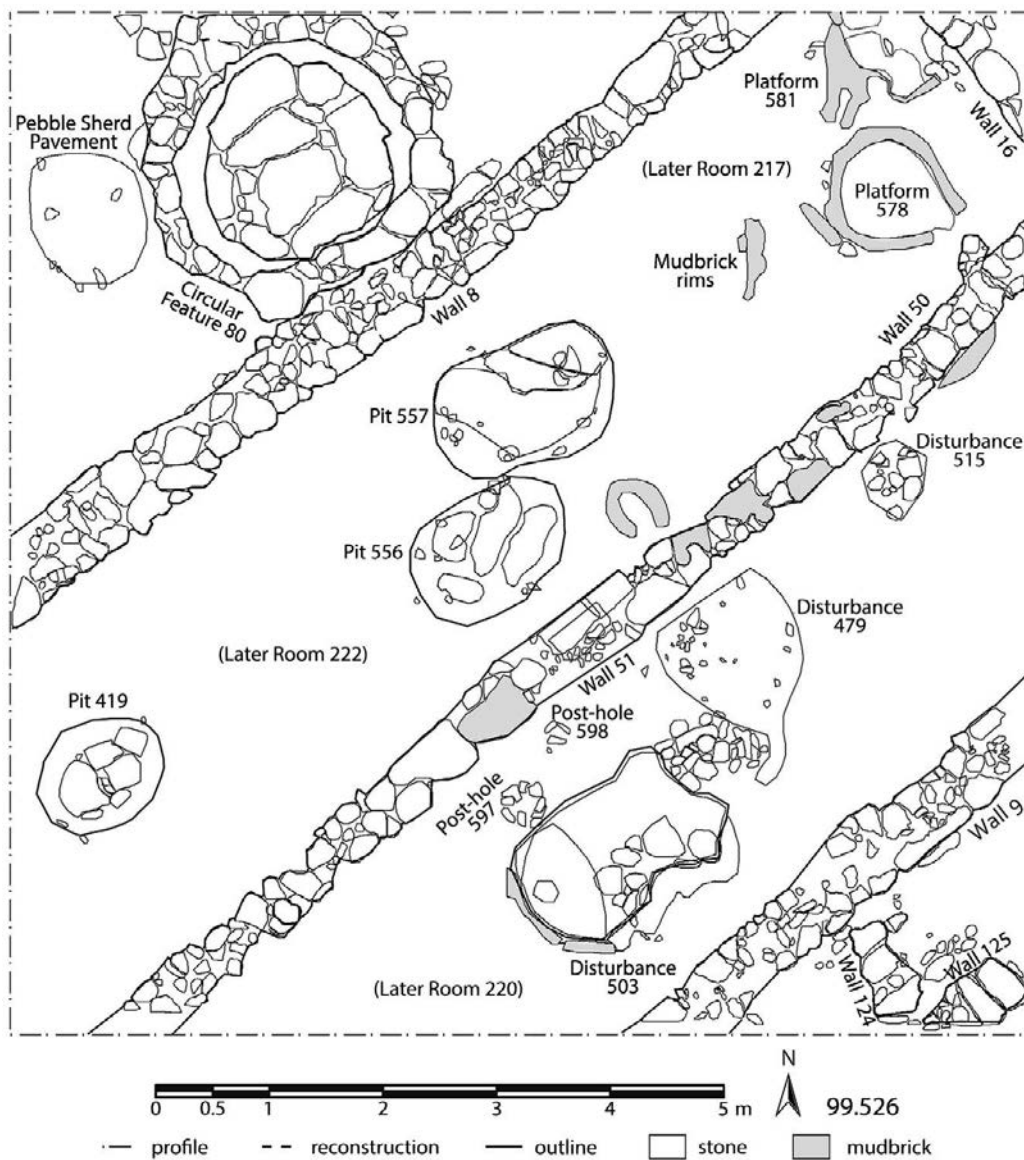 Platform
581
Wall 16
Pebble Sherd
Pavement
(Later Room 217)
Platform
578
Mudbrick
rims
Circular
Feature 80
Wall 8
Wall 50
Pit 557
Disturbance
515
Pit 556
Disturbance
479
(Later Room 222)
Wall 51
Pit 419
Post-hole
598
Post-hole
597
Wall 9
Wall 125
Wall 124
Disturbance
503
(Later Room 220)
N
0 0.5 1 2 3 4 5 m 99.526
profile reconstruction outline stone mudbrick